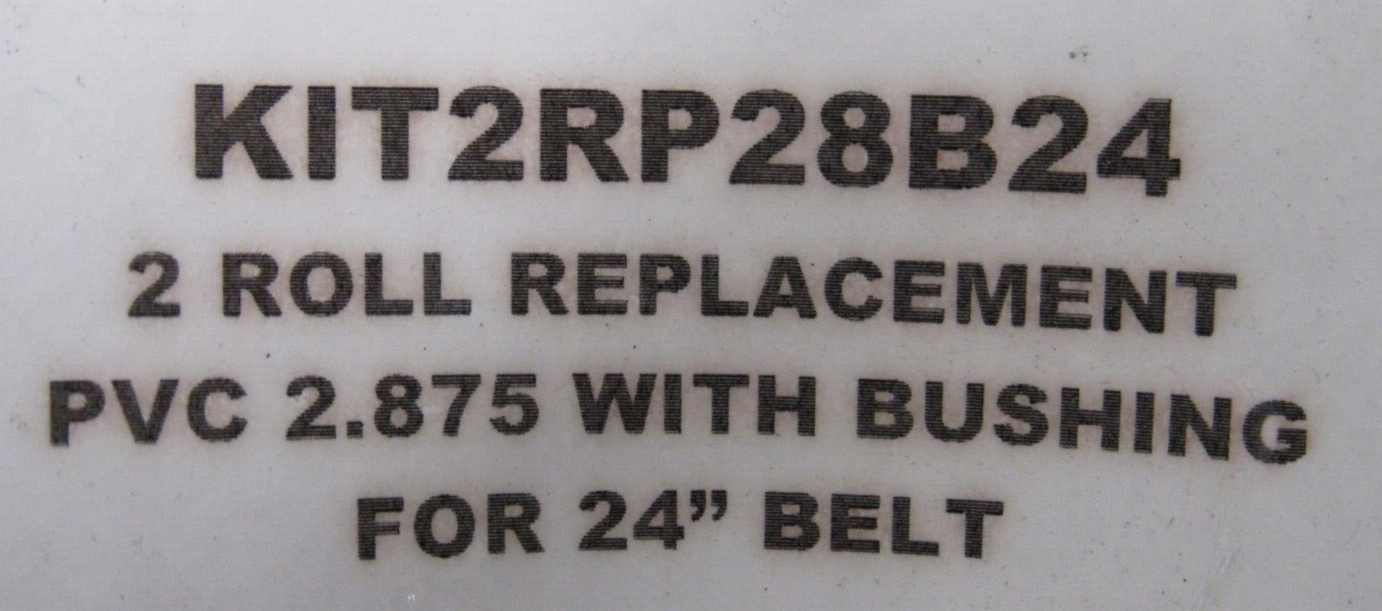 KIT2RP28B24
2 ROLL REPLACEMENT
PVC 2.875 WITH BUSHING
FOR 24” BELT